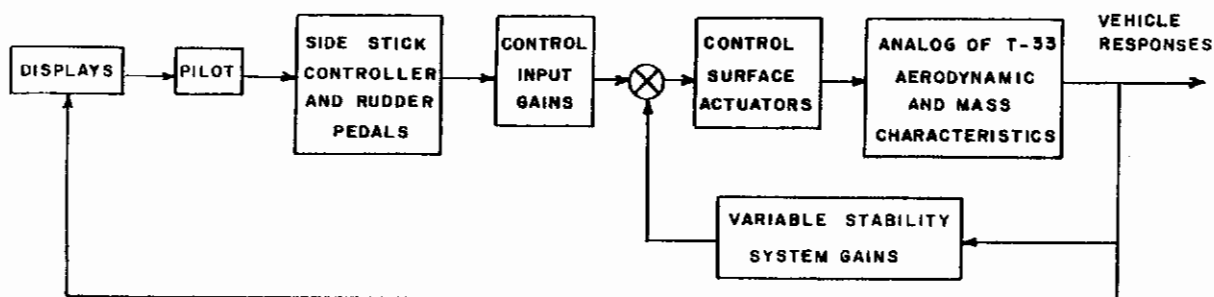 DISPLAYS
PILOT
SIDE STICK
CONTROLLER
AND RUDDER
PEDALS
CONTROL
INPUT
GAINS
CONTROL
SURFACE
ACTUATORS
ANALOG OF T-33
AERODYNAMIC
AND MASS
CHARACTERISTICS
VEHICLE
RESPONSES
VARIABLE STABILITY
SYSTEM GAINS